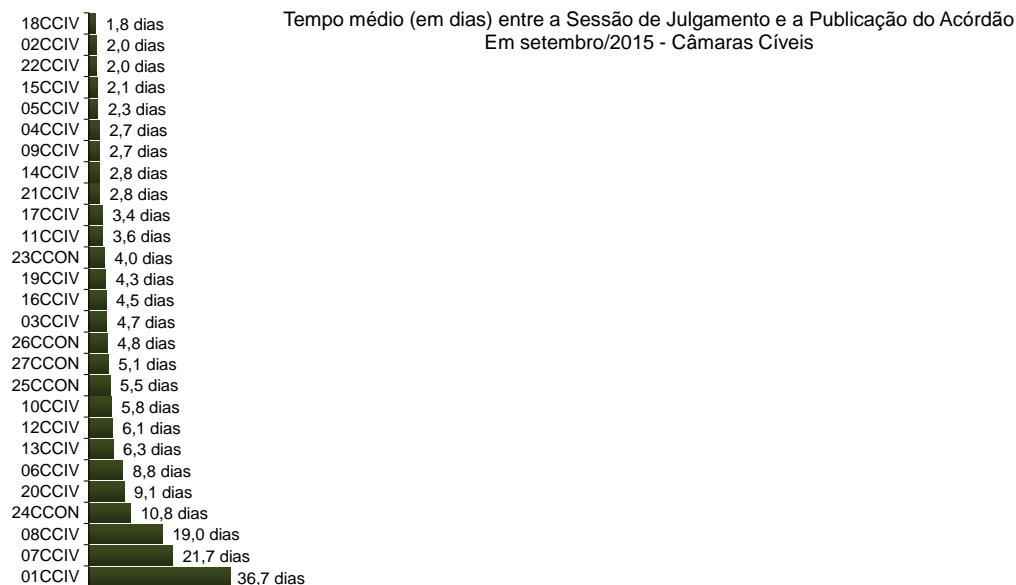 Tempo médio (em dias) entre a Sessão de Julgamento e a Publicação do Acórdão
Em setembro/2015 - Câmaras Cíveis
18CCIV 1,8 dias
02CCIV 2,0 dias
22CCIV 2,0 dias
15CCIV 2,1 dias
05CCIV 2,3 dias
04CCIV 2,7 dias
09CCIV 2,7 dias
14CCIV 2,8 dias
21CCIV 2,8 dias
17CCIV 3,4 dias
11CCIV 3,6 dias
23CCON 4,0 dias
19CCIV 4,3 dias
16CCIV 4,5 dias
03CCIV 4,7 dias
26CCON 4,8 dias
27CCON 5,1 dias
25CCON 5,5 dias
10CCIV 5,8 dias
12CCIV 6,1 dias
13CCIV 6,3 dias
06CCIV 8,8 dias
20CCIV 9,1 dias
24CCON 10,8 dias
08CCIV 19,0 dias
07CCIV 21,7 dias
01CCIV 36,7 dias